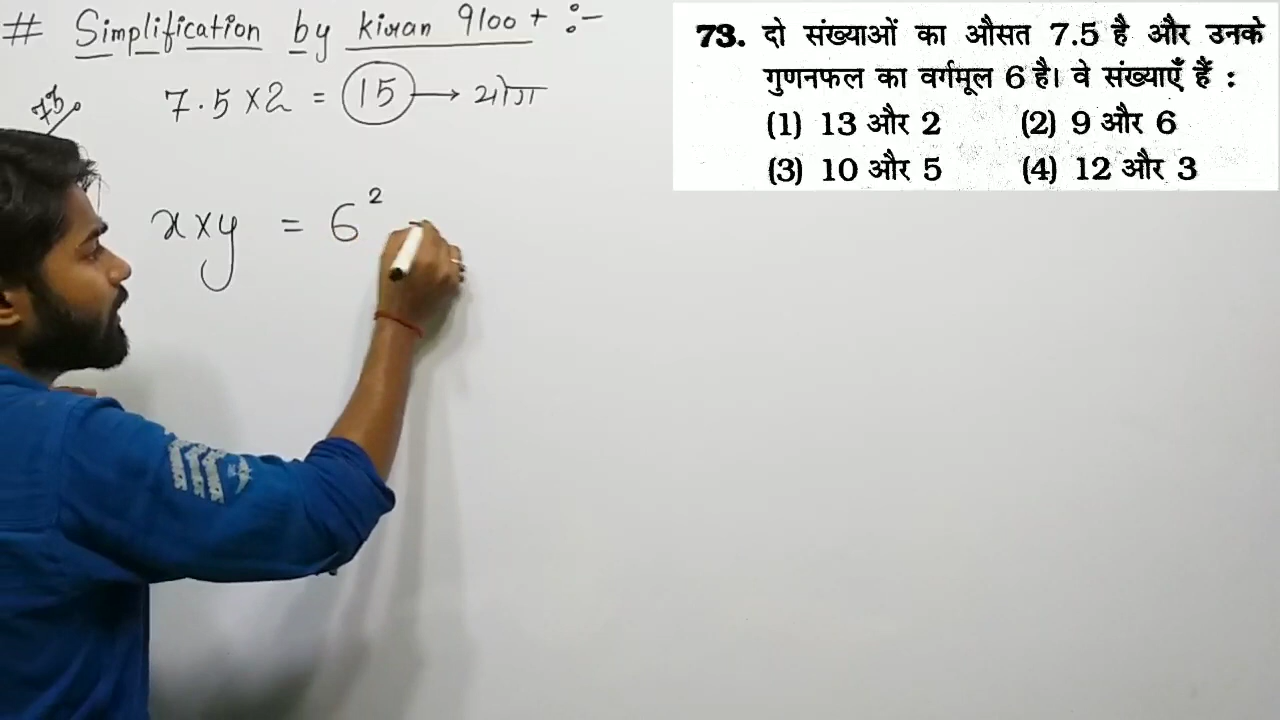 # Simplification by kiran 9100+ :-
73.
7.5 × 2 = 15 → योग
x × y = 6²
73. दो संख्याओं का औसत 7.5 है और उनके
गुणनफल का वर्गमूल 6 है। वे संख्याएँ हैं :
(1) 13 और 2 (2) 9 और 6
(3) 10 और 5 (4) 12 और 3